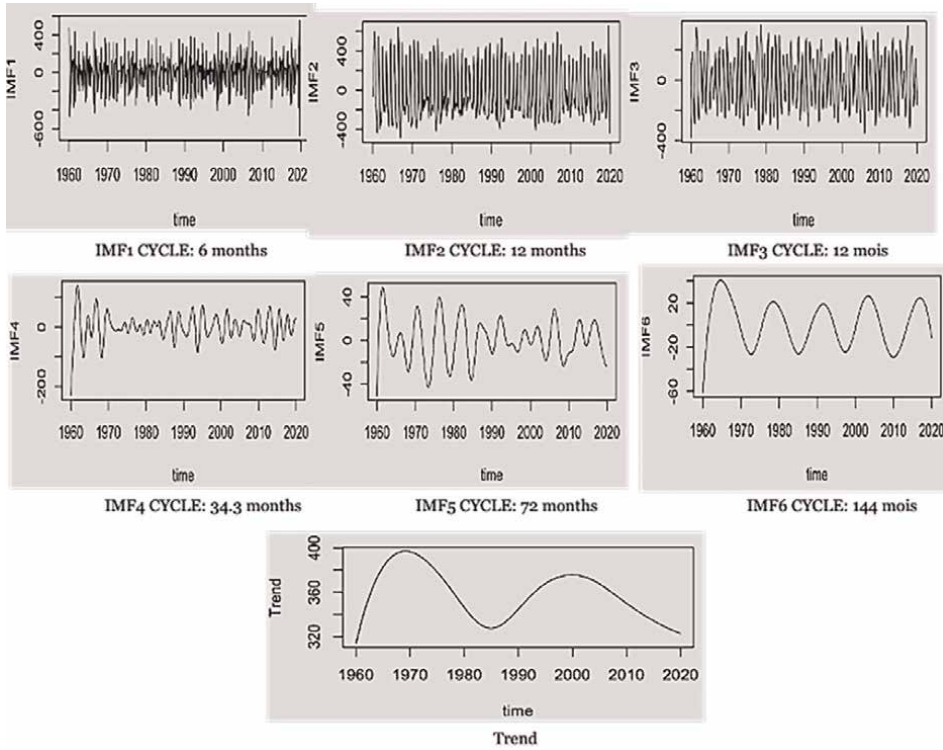 IMF1
400
0
-600
1960 1970 1980 1990 2000 2010 202
time
IMF1 CYCLE: 6 months
IMF2
400
0
-400
1960 1970 1980 1990 2000 2010 2020
time
IMF2 CYCLE: 12 months
IMF3
0
-400
1960 1970 1980 1990 2000 2010 2020
time
IMF3 CYCLE: 12 mois
IMF4
0
-200
1960 1970 1980 1990 2000 2010 2020
time
IMF4 CYCLE: 34.3 months
IMF5
40
0
-40
1960 1970 1980 1990 2000 2010 2020
time
IMF5 CYCLE: 72 months
IMF6
20
-20
-60
1960 1970 1980 1990 2000 2010 2020
time
IMF6 CYCLE: 144 mois
Trend
400
360
320
1960 1970 1980 1990 2000 2010 2020
time
Trend